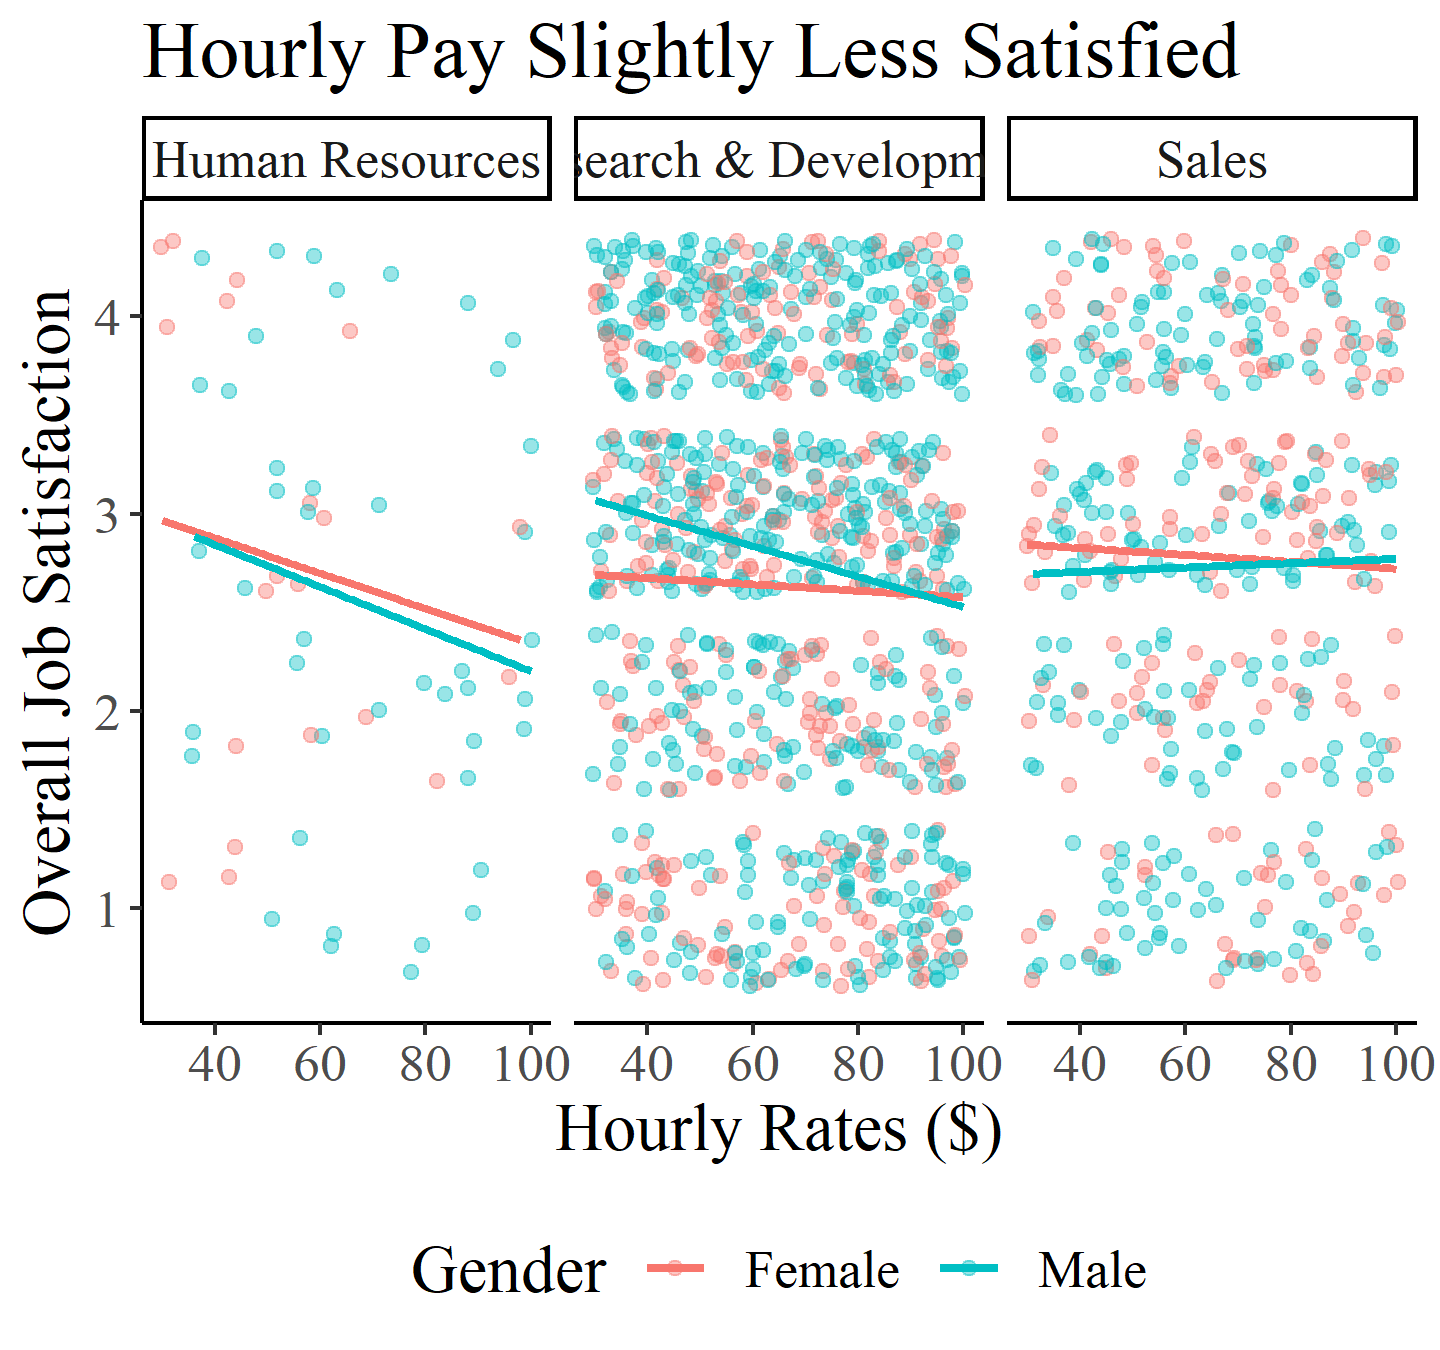 Hourly Pay Slightly Less Satisfied
Human Resources
search & Developm
Sales
Overall Job Satisfaction
4
3
2
1
40 60 80 100
40 60 80 100
40 60 80 100
Hourly Rates ($)
Gender Female Male